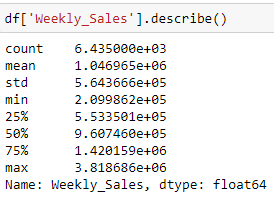 df['Weekly_Sales'].describe()
count    6.435000e+03
mean     1.046965e+06
std      5.643666e+05
min      2.099862e+05
25%      5.533501e+05
50%      9.607460e+05
75%      1.420159e+06
max      3.818686e+06
Name: Weekly_Sales, dtype: float64